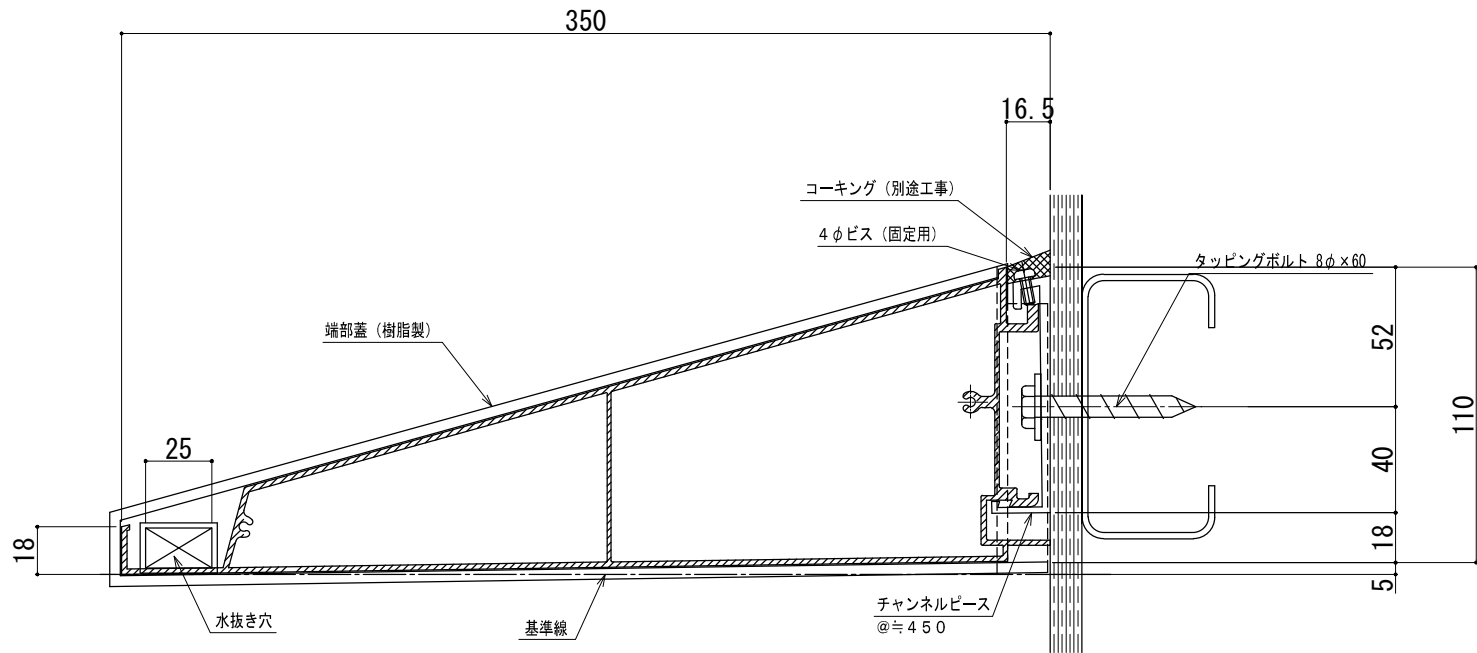 350
16.5
コーキング（別途工事）
4φビス（固定用）
タッピングボルト 8φ×60
端部蓋（樹脂製）
52
110
25
40
18
18
5
水抜き穴
基準線
チャンネルピース
@≒450